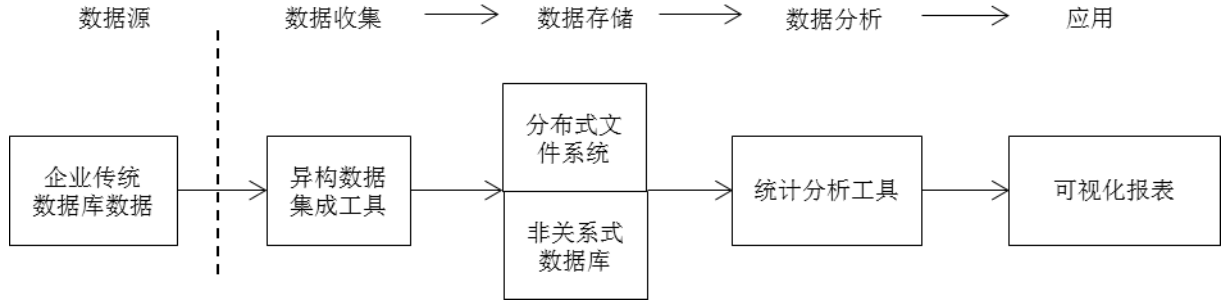 数据源 数据收集 数据存储 数据分析 应用
企业传统
数据库数据
异构数据
集成工具
分布式文
件系统
非关系式
数据库
统计分析工具
可视化报表